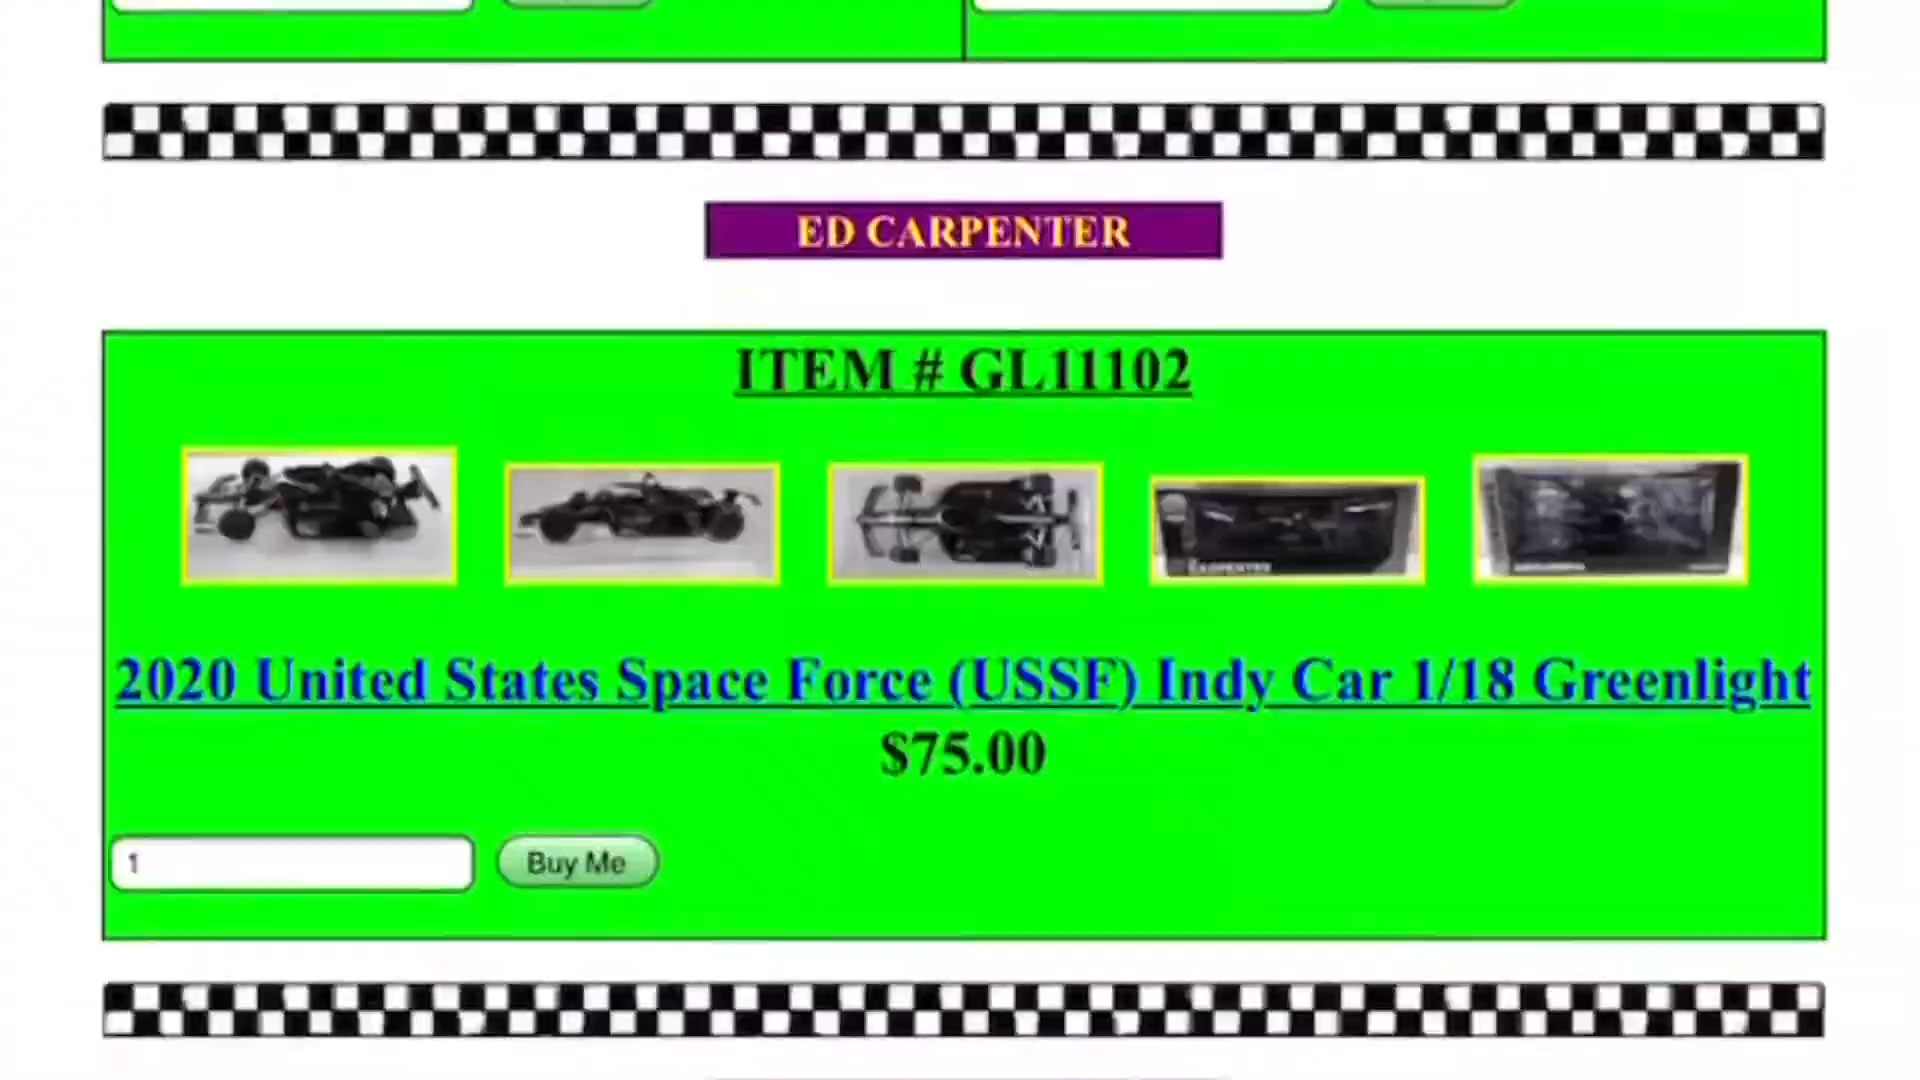 ED CARPENTER
ITEM # GL11102
CARPENTER
2020 United States Space Force (USSF) Indy Car 1/18 Greenlight
$75.00
1
Buy Me